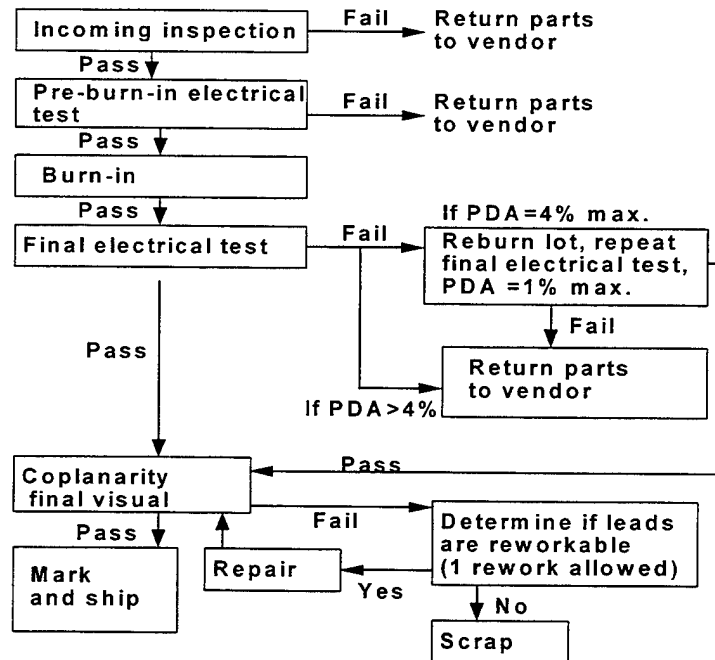 Incoming inspection
Fail
Return parts
to vendor
Pass
Pre-burn-in electrical
test
Fail
Return parts
to vendor
Pass
Burn-in
Pass
Final electrical test
Fail
If PDA=4% max.
Reburn lot, repeat
final electrical test,
PDA =1% max.
Fail
Pass
Return parts
to vendor
If PDA>4%
Coplanarity
final visual
Pass
Fail
Determine if leads
are reworkable
(1 rework allowed)
Pass
Mark
and ship
Repair
Yes
No
Scrap